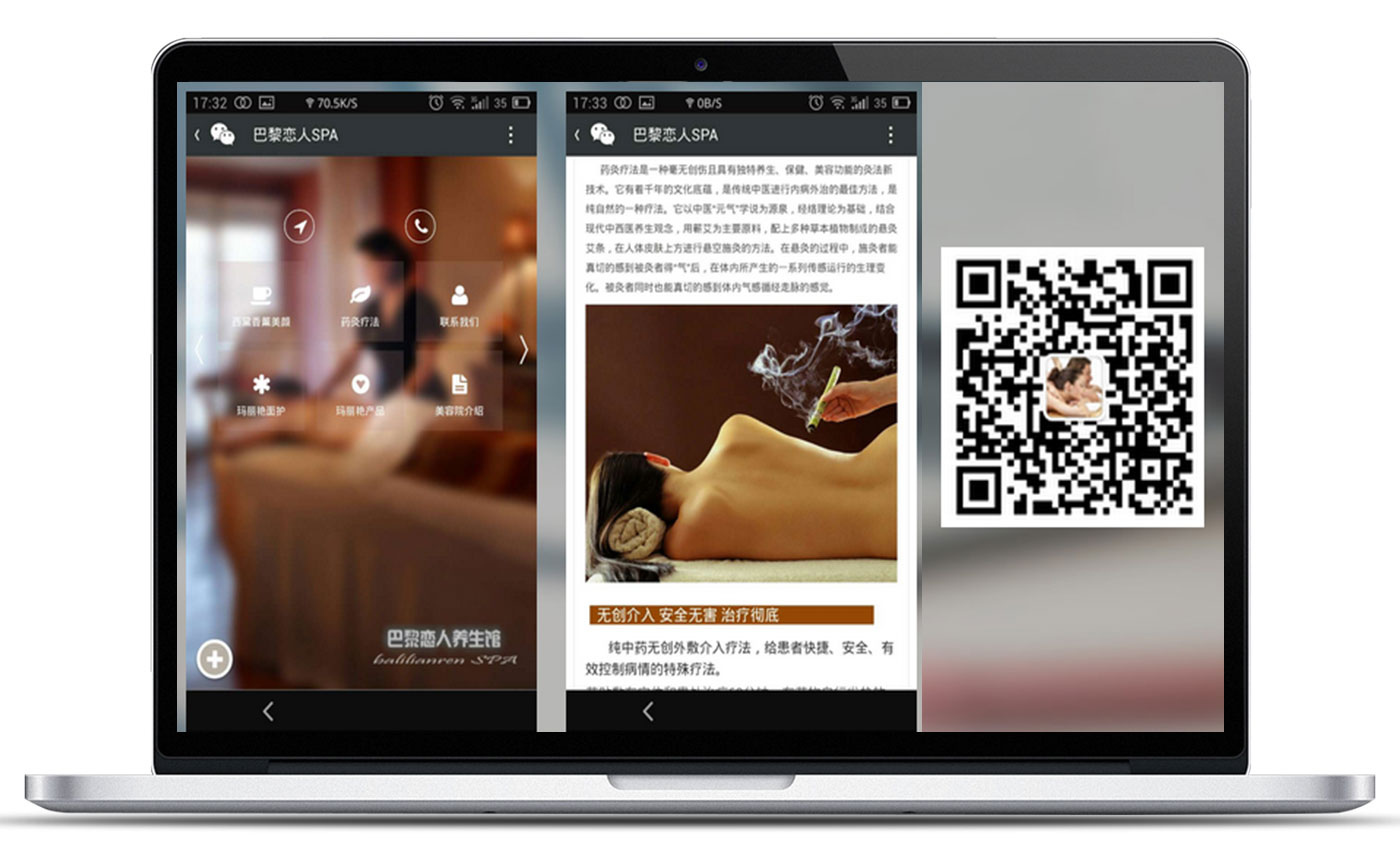 17:32
70.5K/S
35
巴黎恋人SPA
西黛香薰美颜
药灸疗法
联系我们
玛丽艳面护
玛丽艳产品
美容院介绍
巴黎恋人养生馆
balilianren SPA
17:33
0B/S
35
巴黎恋人SPA
药灸疗法是一种毫无创伤且具有独特养生、保健、美容功能的灸法新
技术。它有着千年的文化底蕴,是传统中医进行内病外治的最佳方法,是
纯自然的一种疗法。它以中医“元气”学说为源泉,经络理论为基础,结合
现代中西医养生观念,用蕲艾为主要原料,配上多种草本植物制成的悬灸
艾条,在人体皮肤上方进行悬空施灸的方法。在悬灸的过程中,施灸者能
真切的感到被灸者得“气”后,在体内所产生的一系列传感运行的生理变
化。被灸者同时也能真切的感到体内气感循经走脉的感觉。
无创介入 安全无害 治疗彻底
纯中药无创外敷介入疗法,给患者快捷、安全、有
效控制病情的特殊疗法。